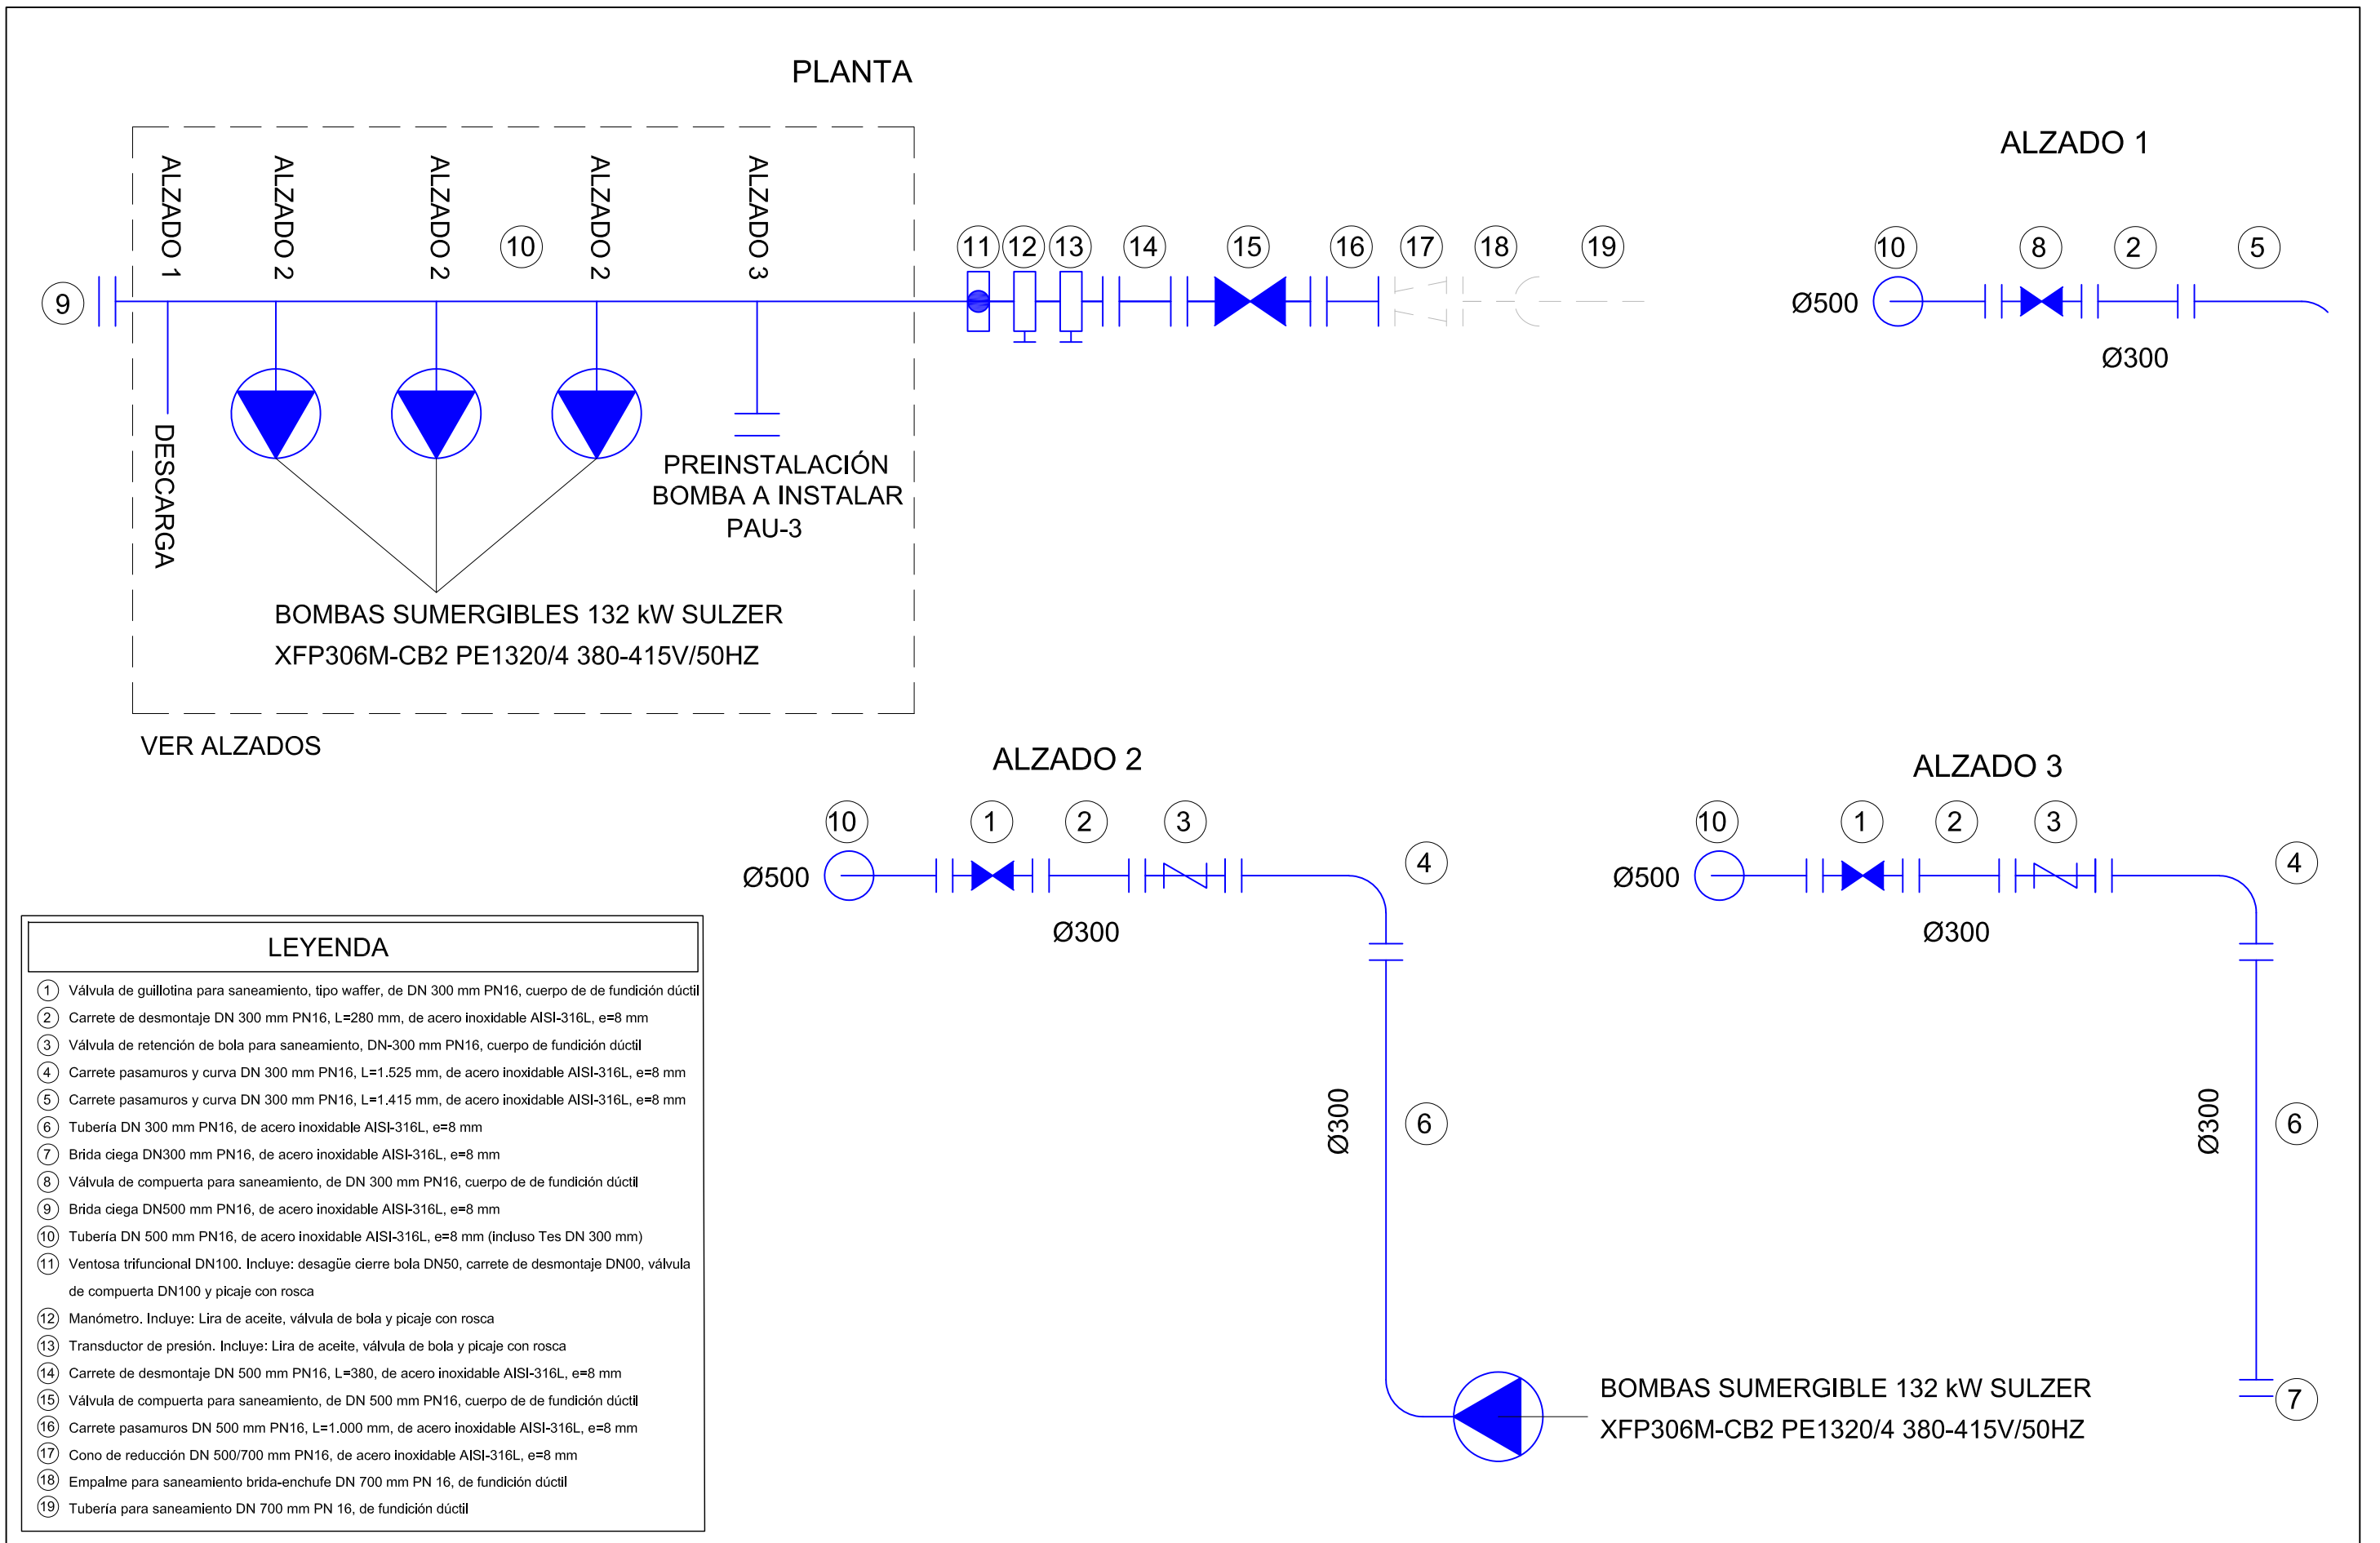 PLANTA
ALZADO 1
ALZADO 2
ALZADO 2
ALZADO 2
ALZADO 3
10
9
11
12
13
14
15
16
17
18
19
DESCARGA
PREINSTALACIÓN
BOMBA A INSTALAR
PAU-3
BOMBAS SUMERGIBLES 132 kW SULZER
XFP306M-CB2 PE1320/4 380-415V/50HZ
VER ALZADOS
ALZADO 1
10
8
2
5
Ø500
Ø300
ALZADO 2
10
1
2
3
4
Ø500
Ø300
Ø300
6
BOMBAS SUMERGIBLE 132 kW SULZER
XFP306M-CB2 PE1320/4 380-415V/50HZ
ALZADO 3
10
1
2
3
4
Ø500
Ø300
Ø300
6
7
LEYENDA
1 Válvula de guillotina para saneamiento, tipo waffer, de DN 300 mm PN16, cuerpo de de fundición dúctil
2 Carrete de desmontaje DN 300 mm PN16, L=280 mm, de acero inoxidable AISI-316L, e=8 mm
3 Válvula de retención de bola para saneamiento, DN-300 mm PN16, cuerpo de fundición dúctil
4 Carrete pasamuros y curva DN 300 mm PN16, L=1.525 mm, de acero inoxidable AISI-316L, e=8 mm
5 Carrete pasamuros y curva DN 300 mm PN16, L=1.415 mm, de acero inoxidable AISI-316L, e=8 mm
6 Tubería DN 300 mm PN16, de acero inoxidable AISI-316L, e=8 mm
7 Brida ciega DN300 mm PN16, de acero inoxidable AISI-316L, e=8 mm
8 Válvula de compuerta para saneamiento, de DN 300 mm PN16, cuerpo de de fundición dúctil
9 Brida ciega DN500 mm PN16, de acero inoxidable AISI-316L, e=8 mm
10 Tubería DN 500 mm PN16, de acero inoxidable AISI-316L, e=8 mm (incluso Tes DN 300 mm)
11 Ventosa trifuncional DN100. Incluye: desagüe cierre bola DN50, carrete de desmontaje DN00, válvula
de compuerta DN100 y picaje con rosca
12 Manómetro. Incluye: Lira de aceite, válvula de bola y picaje con rosca
13 Transductor de presión. Incluye: Lira de aceite, válvula de bola y picaje con rosca
14 Carrete de desmontaje DN 500 mm PN16, L=380, de acero inoxidable AISI-316L, e=8 mm
15 Válvula de compuerta para saneamiento, de DN 500 mm PN16, cuerpo de de fundición dúctil
16 Carrete pasamuros DN 500 mm PN16, L=1.000 mm, de acero inoxidable AISI-316L, e=8 mm
17 Cono de reducción DN 500/700 mm PN16, de acero inoxidable AISI-316L, e=8 mm
18 Empalme para saneamiento brida-enchufe DN 700 mm PN 16, de fundición dúctil
19 Tubería para saneamiento DN 700 mm PN 16, de fundición dúctil